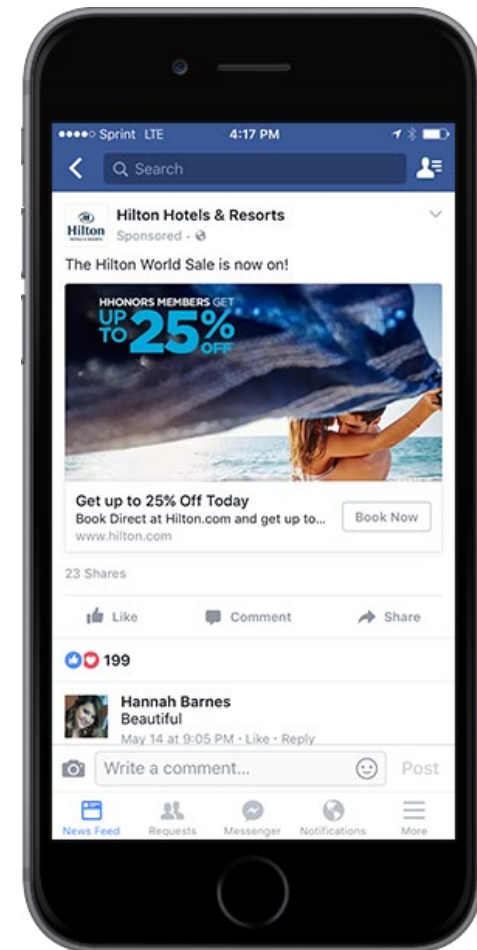 Sprint LTE 4:17 PM
Search
Hilton
Hilton Hotels & Resorts
Sponsored
The Hilton World Sale is now on!
HHONORS MEMBERS GET
UP TO 25% OFF
Get up to 25% Off Today
Book Direct at Hilton.com and get up to...
www.hilton.com
Book Now
23 Shares
Like Comment Share
199
Hannah Barnes
Beautiful
May 14 at 9:05 PM · Like · Reply
Write a comment... Post
News Feed Requests Messenger Notifications More